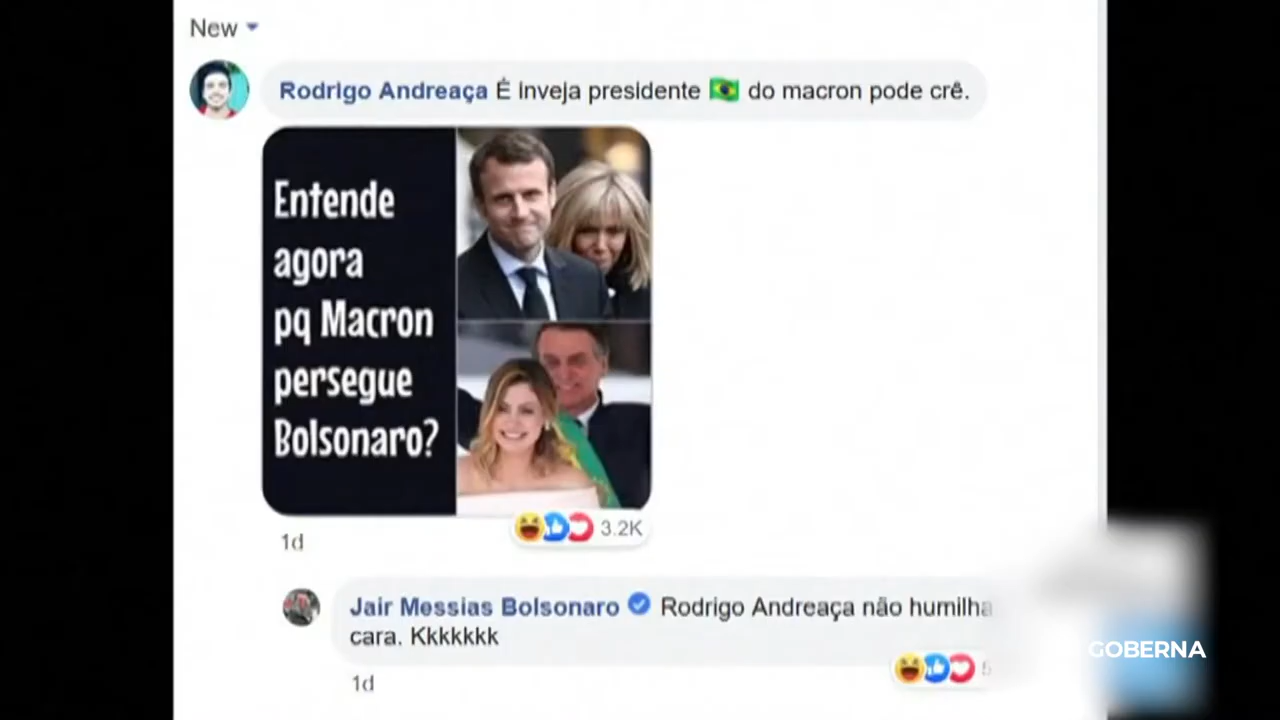 New
Rodrigo Andreaça É inveja presidente 🇧🇷 do macron pode crê.
Entende
agora
pq Macron
persegue
Bolsonaro?
1d
3.2K
Jair Messias Bolsonaro Rodrigo Andreaça não humilha
cara. Kkkkkkk
1d
GOBERNA